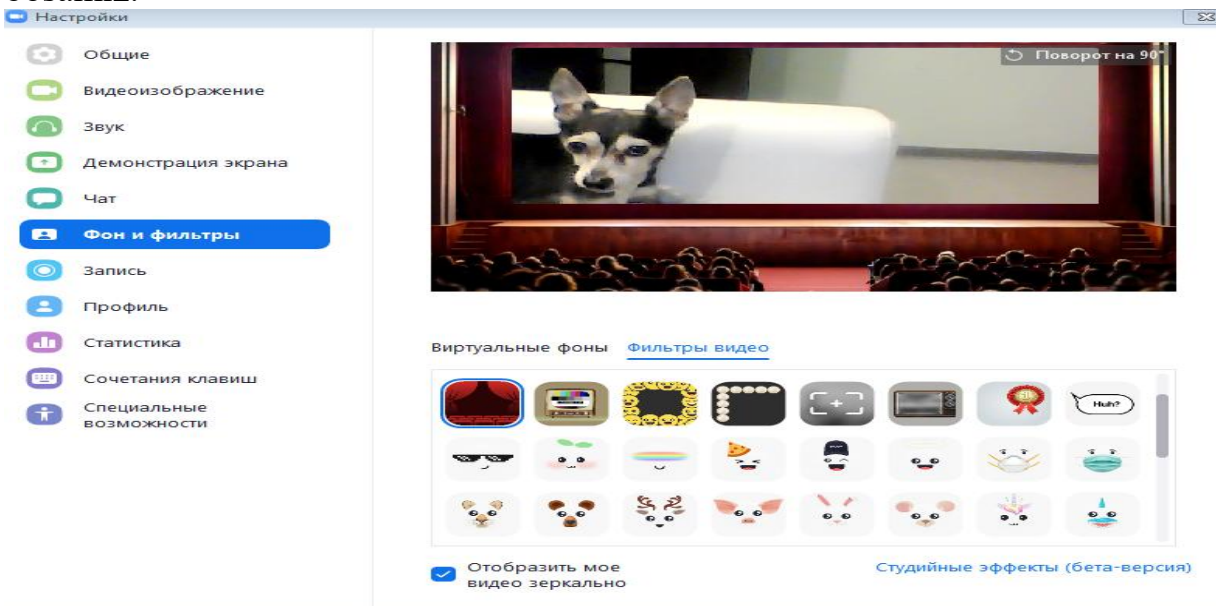 Настройки
Общие
Видеоизображение
Звук
Демонстрация экрана
Чат
Фон и фильтры
Запись
Профиль
Статистика
Сочетания клавиш
Специальные
возможности
Поворот на 90°
Виртуальные фоны Фильтры видео
Huh?
Отобразить мое
видео зеркально
Студийные эффекты (бета-версия)